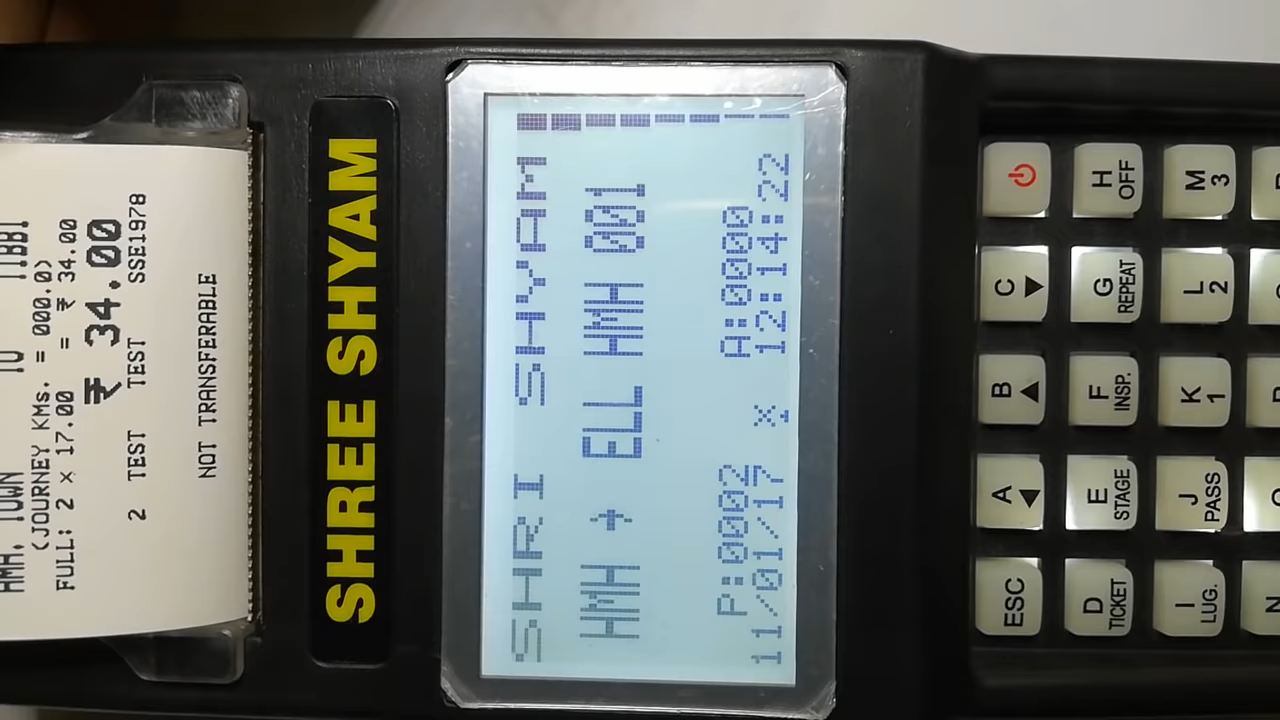 TO TIBBI
(JOURNEY KMs. = 000.0)
FULL: 2 x 17.00 = ₹ 34.00
₹ 34.00
2 TEST TEST SSE1978
NOT TRANSFERABLE
SHREE SHYAM
SHRI SHYAM
HMH → ELL HMH 001
P:0002 A:0000
11/01/17 12:14:22
ESC A ◀ B ▲ C ▼
D TICKET E STAGE F INSP. G REPEAT H OFF
I LUG. J PASS K 1 L 2 M 3
N